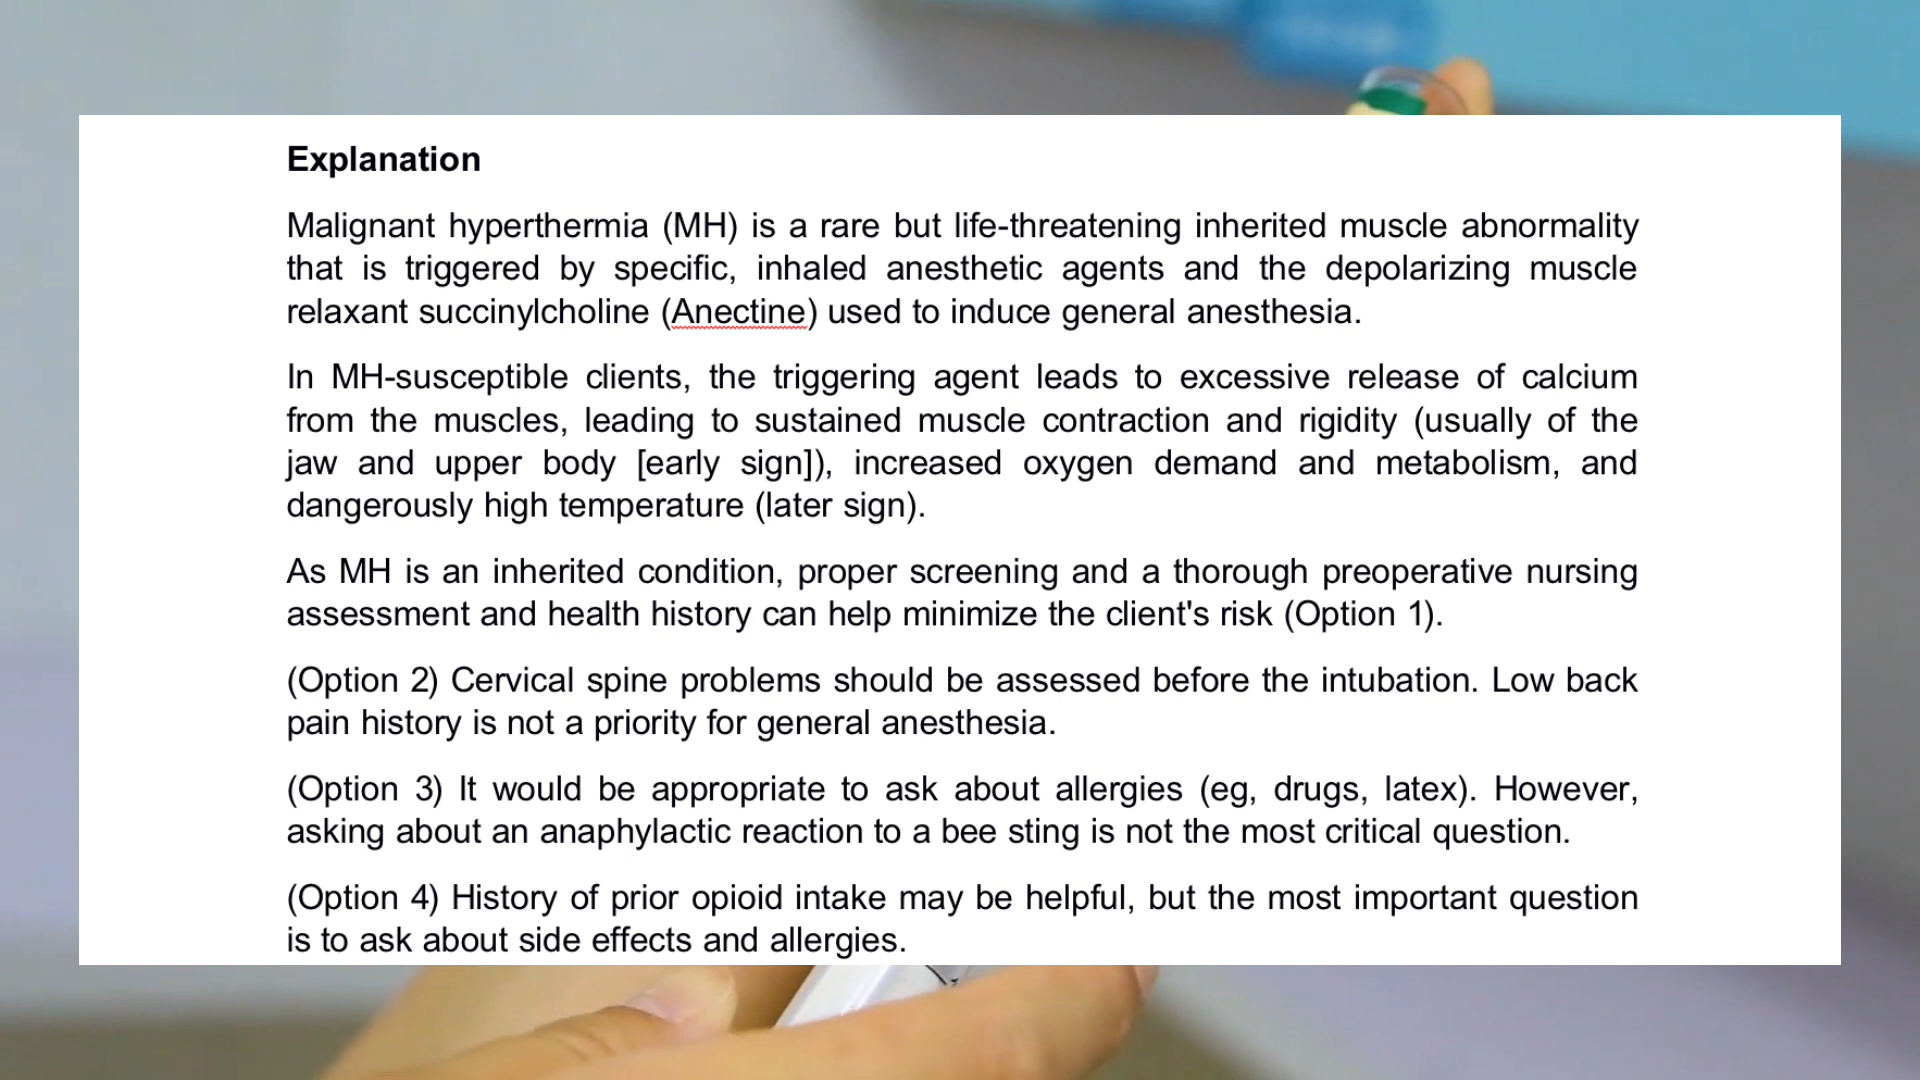 Explanation
Malignant hyperthermia (MH) is a rare but life-threatening inherited muscle abnormality
that is triggered by specific, inhaled anesthetic agents and the depolarizing muscle
relaxant succinylcholine (Anectine) used to induce general anesthesia.
In MH-susceptible clients, the triggering agent leads to excessive release of calcium
from the muscles, leading to sustained muscle contraction and rigidity (usually of the
jaw and upper body [early sign]), increased oxygen demand and metabolism, and
dangerously high temperature (later sign).
As MH is an inherited condition, proper screening and a thorough preoperative nursing
assessment and health history can help minimize the client's risk (Option 1).
(Option 2) Cervical spine problems should be assessed before the intubation. Low back
pain history is not a priority for general anesthesia.
(Option 3) It would be appropriate to ask about allergies (eg, drugs, latex). However,
asking about an anaphylactic reaction to a bee sting is not the most critical question.
(Option 4) History of prior opioid intake may be helpful, but the most important question
is to ask about side effects and allergies.